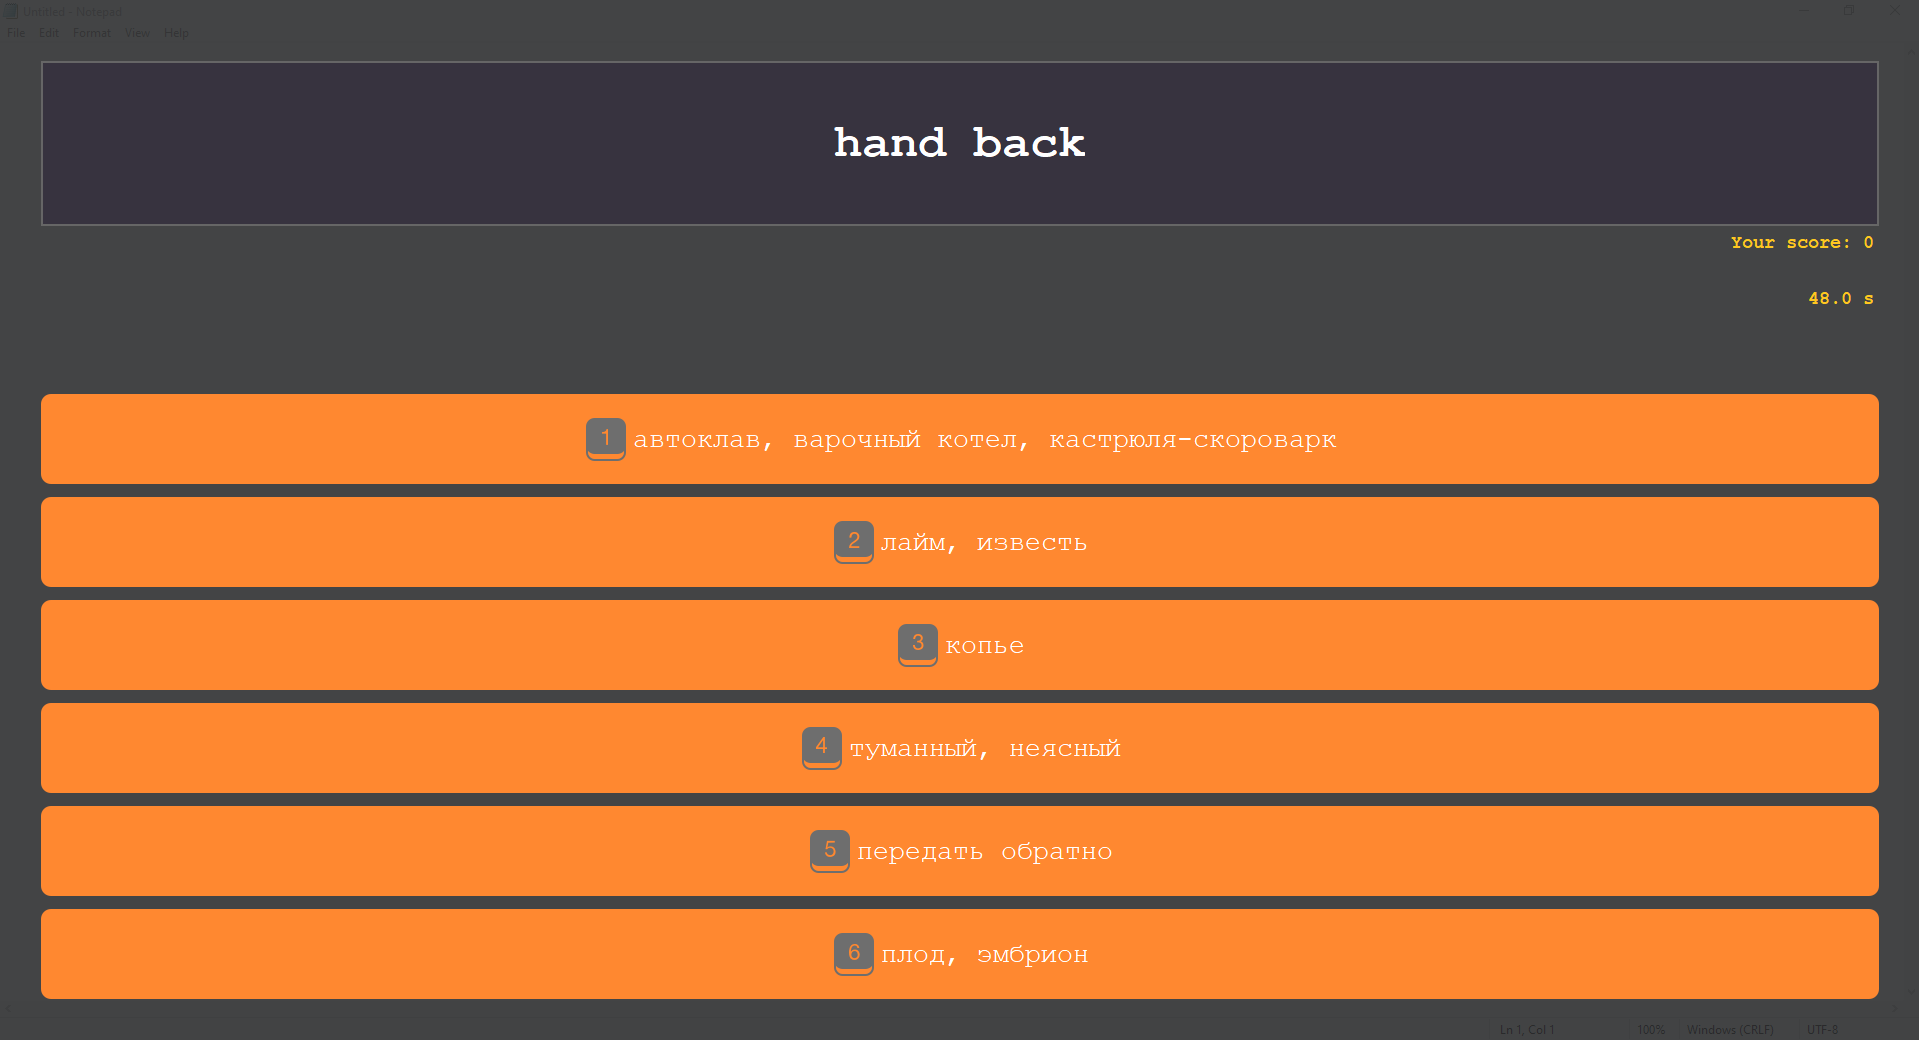 Untitled - Notepad
File Edit Format View Help
hand back
Your score: 0
48.0 s
1 автоклав, варочный котел, кастрюля-скороварк
2 лайм, известь
3 копье
4 туманный, неясный
5 передать обратно
6 плод, эмбрион
Ln 1, Col 1 100% Windows (CRLF) UTF-8